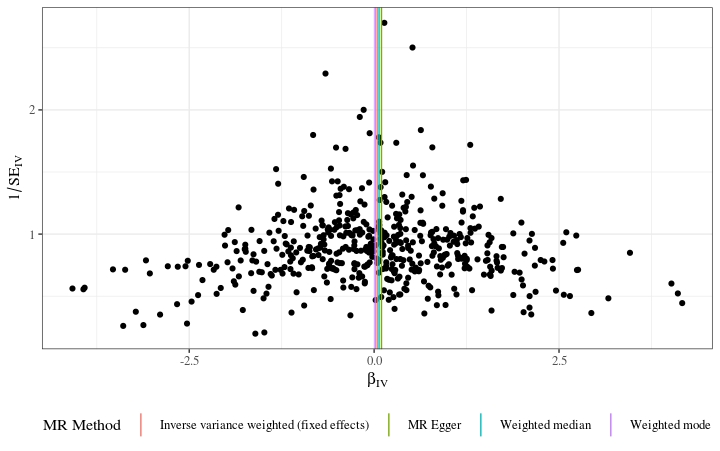 2
1
1/SE_IV
-2.5 0.0 2.5
β_IV
MR Method Inverse variance weighted (fixed effects) MR Egger Weighted median Weighted mode